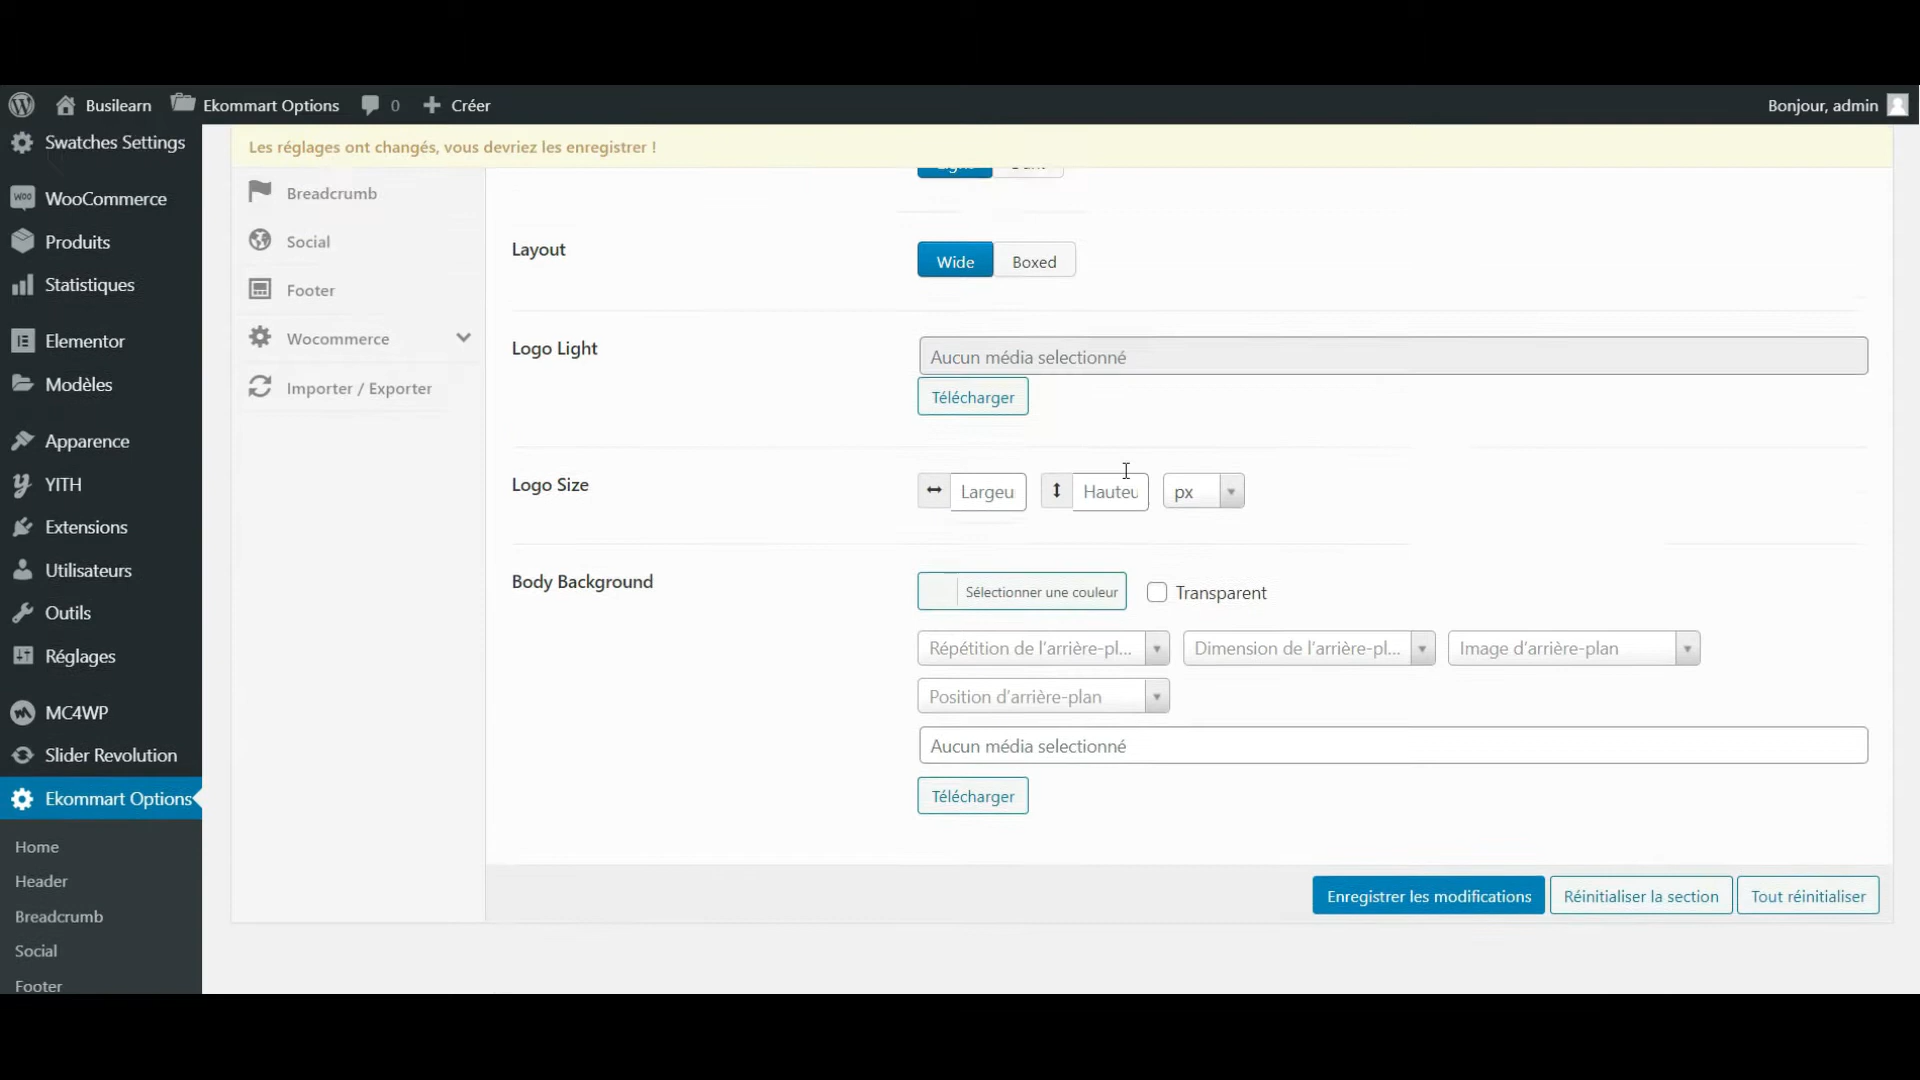 Busilearn
Ekommart Options
0
Créer
Bonjour, admin
Swatches Settings
WooCommerce
Produits
Statistiques
Elementor
Modèles
Apparence
YITH
Extensions
Utilisateurs
Outils
Réglages
MC4WP
Slider Revolution
Ekommart Options
Home
Header
Breadcrumb
Social
Footer
Les réglages ont changés, vous devriez les enregistrer !
Breadcrumb
Social
Footer
Wocommerce
Importer / Exporter
Layout
Wide
Boxed
Logo Light
Aucun média selectionné
Télécharger
Logo Size
Largeu
Hauteu
px
Body Background
Sélectionner une couleur
Transparent
Répétition de l'arrière-pl...
Dimension de l'arrière-pl...
Image d'arrière-plan
Position d'arrière-plan
Aucun média selectionné
Télécharger
Enregistrer les modifications
Réinitialiser la section
Tout réinitialiser